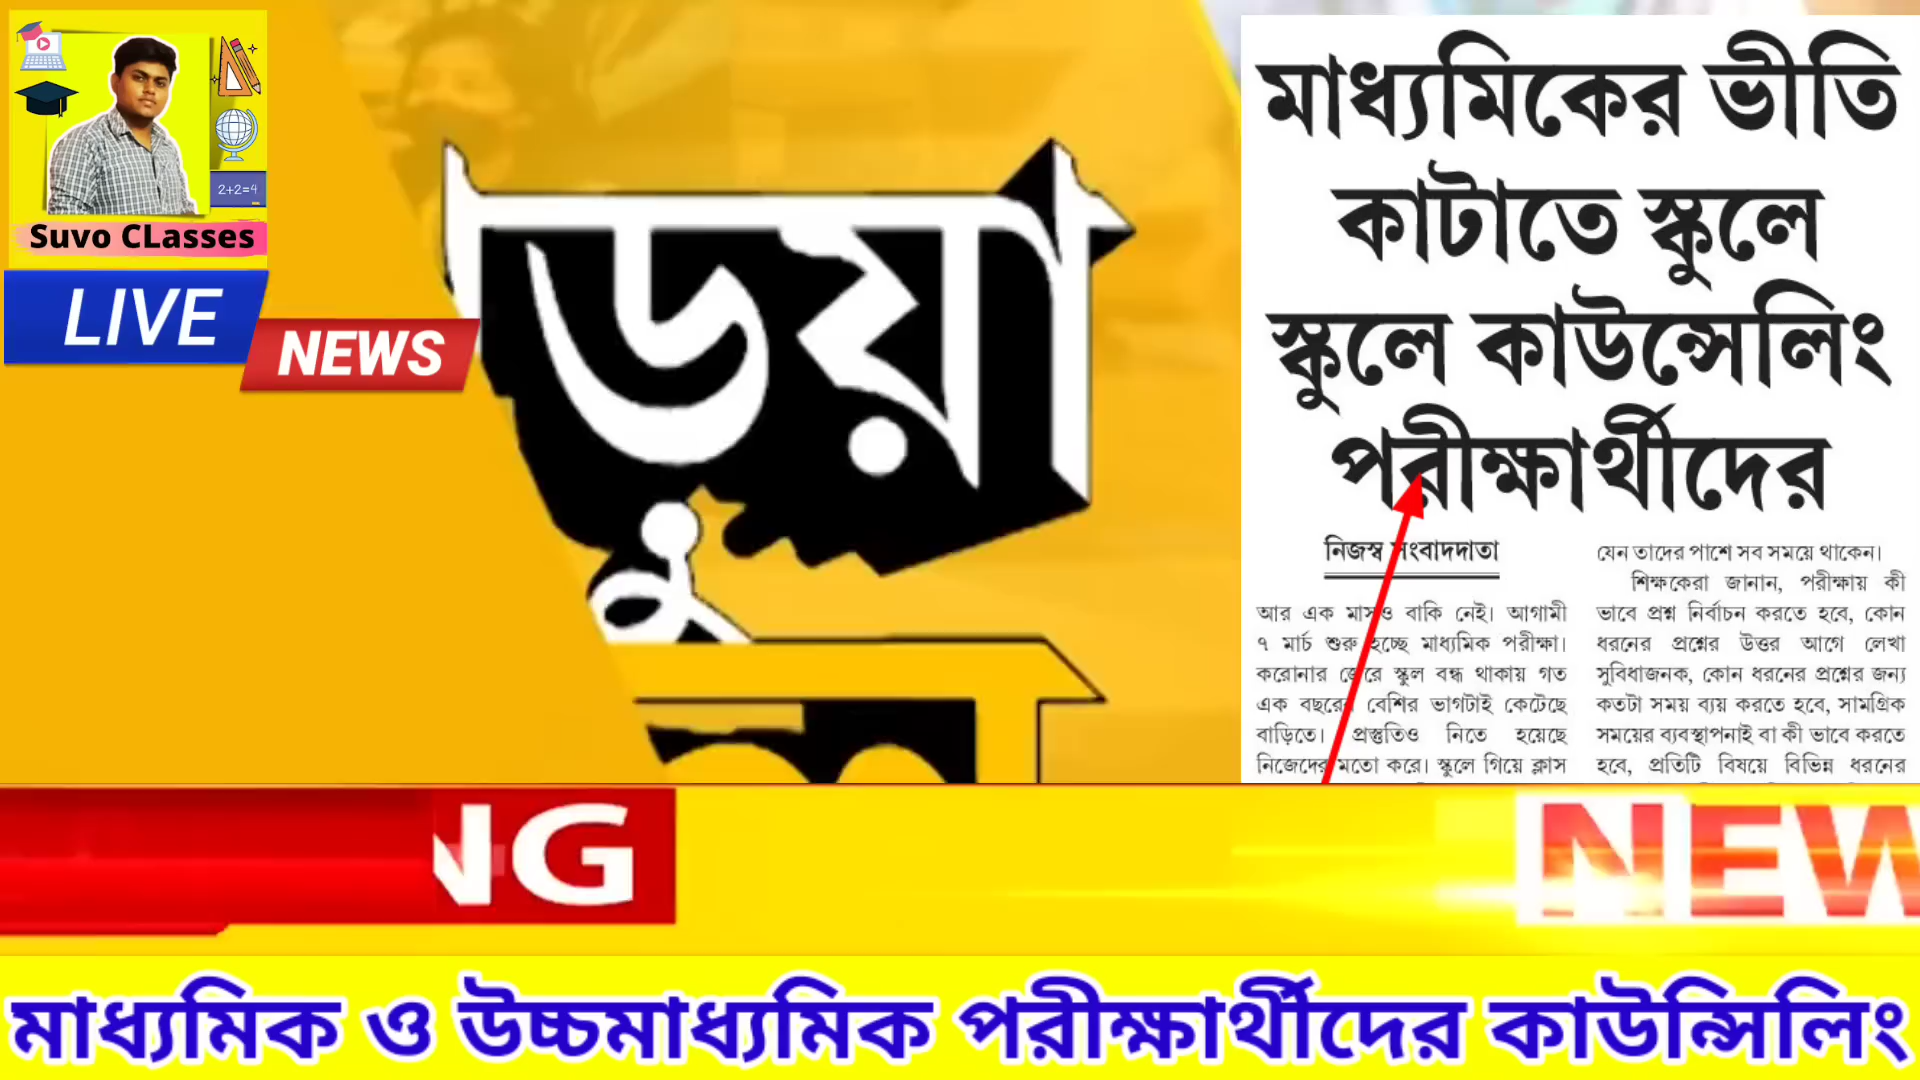 2+2=4
Suvo CLasses
LIVE
NEWS
ড়ুয়া
মাধ্যমিকের ভীতি
কাটাতে স্কুলে
স্কুলে কাউন্সেলিং
পরীক্ষার্থীদের
নিজস্ব সংবাদদাতা
আর এক মাসও বাকি নেই। আগামী
৭ মার্চ শুরু হচ্ছে মাধ্যমিক পরীক্ষা।
করোনার জেরে স্কুল বন্ধ থাকায় গত
এক বছরের বেশির ভাগটাই কেটেছে
বাড়িতে। প্রস্তুতিও নিতে হয়েছে
নিজেদের মতো করে। স্কুলে গিয়ে ক্লাস
যেন তাদের পাশে সব সময়ে থাকেন।
শিক্ষকেরা জানান, পরীক্ষায় কী
ভাবে প্রশ্ন নির্বাচন করতে হবে, কোন
ধরনের প্রশ্নের উত্তর আগে লেখা
সুবিধাজনক, কোন ধরনের প্রশ্নের জন্য
কতটা সময় ব্যয় করতে হবে, সামগ্রিক
সময়ের ব্যবস্থাপনাই বা কী ভাবে করতে
হবে, প্রতিটি বিষয়ে বিভিন্ন ধরনের
NG
NEW
মাধ্যমিক ও উচ্চমাধ্যমিক পরীক্ষার্থীদের কাউন্সিলিং